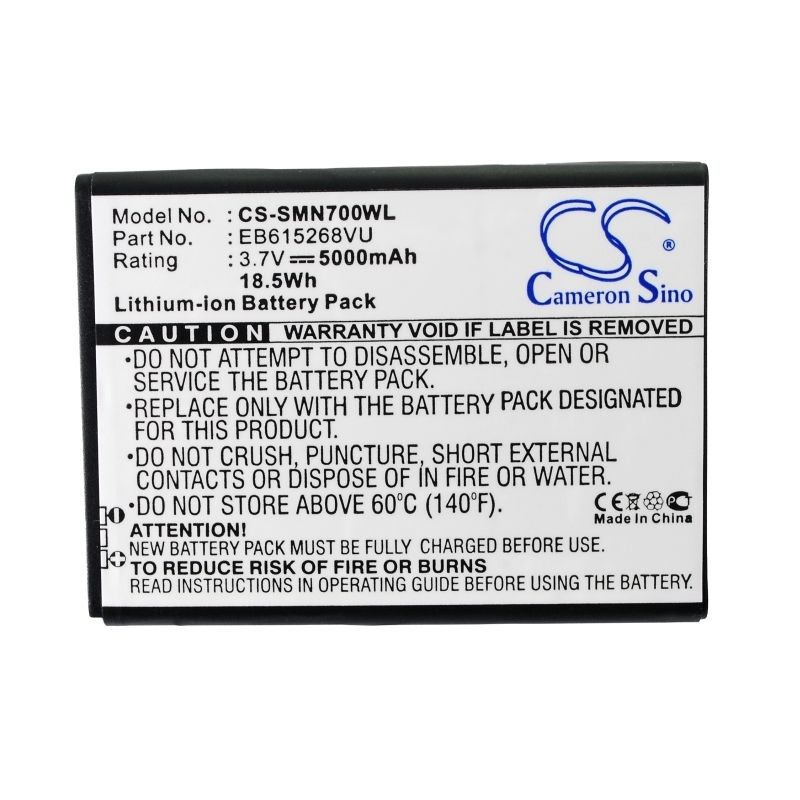 Model No. : CS-SMN700WL
Part No. : EB615268VU
Rating : 3.7V 5000mAh
18.5Wh
Lithium-ion Battery Pack
CS ®
Cameron Sino
CAUTION WARRANTY VOID IF LABEL IS REMOVED
•DO NOT ATTEMPT TO DISASSEMBLE, OPEN OR
SERVICE THE BATTERY PACK.
•REPLACE ONLY WITH THE BATTERY PACK DESIGNATED
FOR THIS PRODUCT.
•DO NOT CRUSH, PUNCTURE, SHORT EXTERNAL
CONTACTS OR DISPOSE OF IN FIRE OR WATER.
•DO NOT STORE ABOVE 60°C (140°F).
CE
Made In China
ATTENTION!
NEW BATTERY PACK MUST BE FULLY CHARGED BEFORE USE
TO REDUCE RISK OF FIRE OR BURNS
READ INSTRUCTIONS IN OPERATING GUIDE BEFORE USING THE BATTERY.